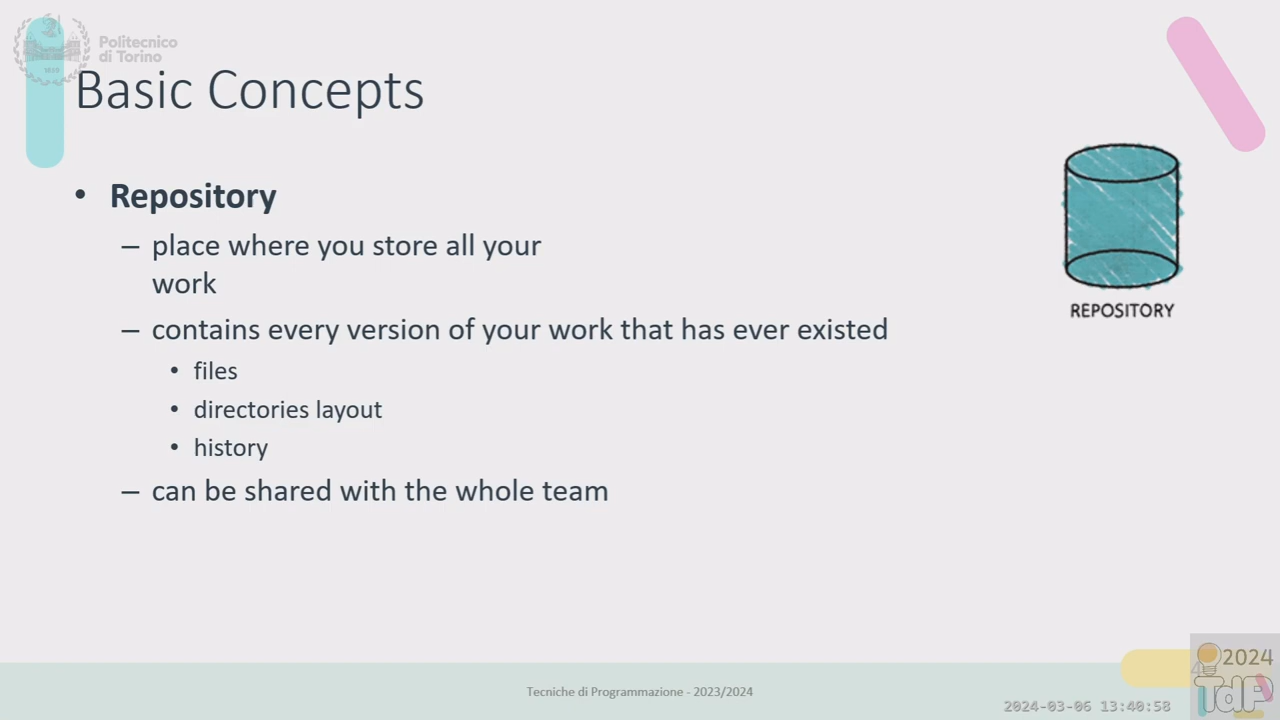 Politecnico
di Torino
Basic Concepts
• Repository
– place where you store all your
work
– contains every version of your work that has ever existed
• files
• directories layout
• history
– can be shared with the whole team
REPOSITORY
Tecniche di Programmazione - 2023/2024
2024-03-06 13:40:58
4
2024
TdP